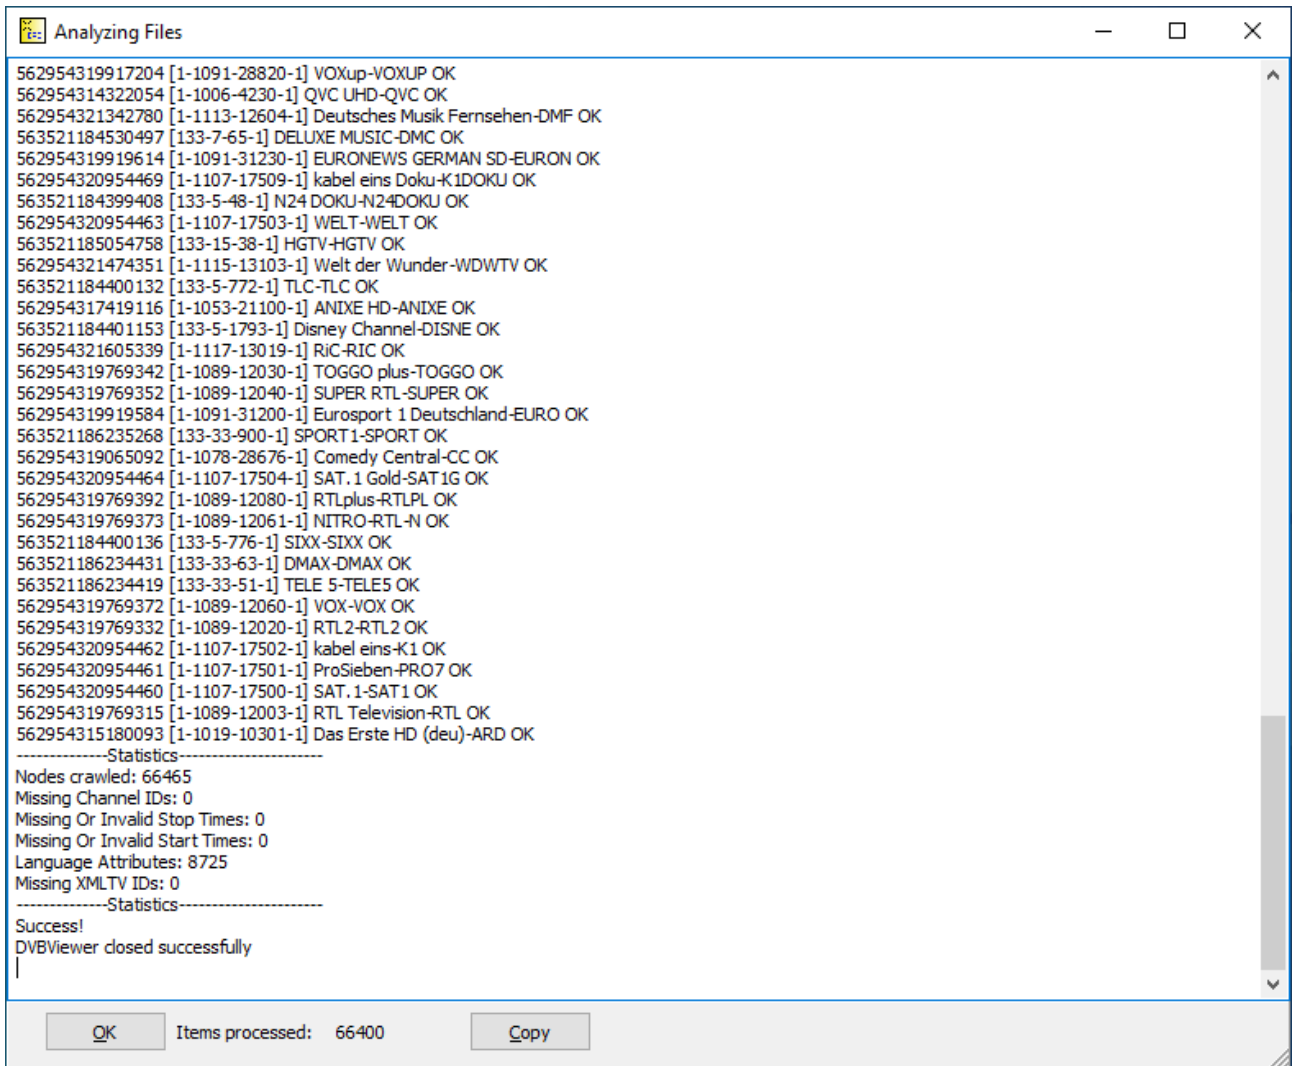 Analyzing Files
562954319917204 [1-1091-28820-1] VOXup-VOXUP OK
562954314322054 [1-1006-4230-1] QVC UHD-QVC OK
562954321342780 [1-1113-12604-1] Deutsches Musik Fernsehen-DMF OK
563521184530497 [133-7-65-1] DELUXE MUSIC-DMC OK
562954319919614 [1-1091-31230-1] EURONEWS GERMAN SD-EURON OK
562954320954469 [1-1107-17509-1] kabel eins Doku-K1DOKU OK
563521184399408 [133-5-48-1] N24 DOKU-N24DOKU OK
562954320954463 [1-1107-17503-1] WELT-WELT OK
563521185054758 [133-15-38-1] HGTV-HGTV OK
562954321474351 [1-1115-13103-1] Welt der Wunder-WDWTV OK
563521184400132 [133-5-772-1] TLC-TLC OK
562954317419116 [1-1053-21100-1] ANIXE HD-ANIXE OK
563521184401153 [133-5-1793-1] Disney Channel-DISNE OK
562954321605339 [1-1117-13019-1] RiC-RIC OK
562954319769342 [1-1089-12030-1] TOGGO plus-TOGGO OK
562954319769352 [1-1089-12040-1] SUPER RTL-SUPER OK
562954319919584 [1-1091-31200-1] Eurosport 1 Deutschland-EURO OK
563521186235268 [133-33-900-1] SPORT1-SPORT OK
562954319065092 [1-1078-28676-1] Comedy Central-CC OK
562954320954464 [1-1107-17504-1] SAT.1 Gold-SAT1G OK
562954319769392 [1-1089-12080-1] RTLplus-RTLPL OK
562954319769373 [1-1089-12061-1] NITRO-RTL-N OK
563521184400136 [133-5-776-1] SIXX-SIXX OK
563521186234431 [133-33-63-1] DMAX-DMAX OK
563521186234419 [133-33-51-1] TELE 5-TELE5 OK
562954319769372 [1-1089-12060-1] VOX-VOX OK
562954319769332 [1-1089-12020-1] RTL2-RTL2 OK
562954320954462 [1-1107-17502-1] kabel eins-K1 OK
562954320954461 [1-1107-17501-1] ProSieben-PRO7 OK
562954320954460 [1-1107-17500-1] SAT.1-SAT1 OK
562954319769315 [1-1089-12003-1] RTL Television-RTL OK
562954315180093 [1-1019-10301-1] Das Erste HD (deu)-ARD OK
--------------Statistics----------------------
Nodes crawled: 66465
Missing Channel IDs: 0
Missing Or Invalid Stop Times: 0
Missing Or Invalid Start Times: 0
Language Attributes: 8725
Missing XMLTV IDs: 0
--------------Statistics----------------------
Success!
DVBViewer closed successfully
OK Items processed: 66400 Copy